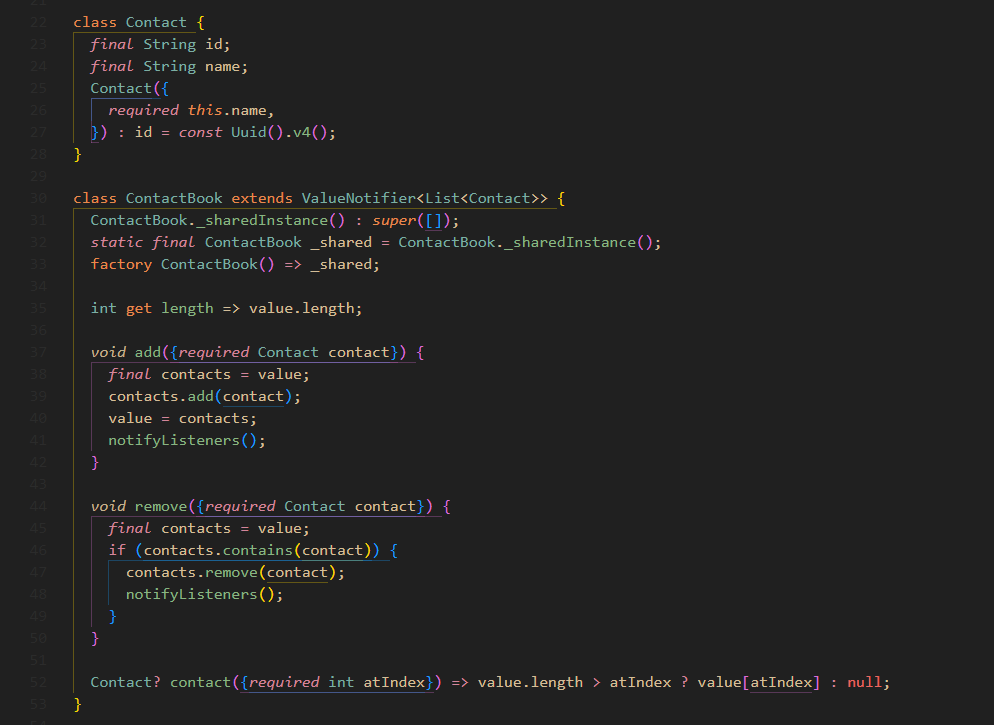 22 class Contact {
23 final String id;
24 final String name;
25 Contact({
26 required this.name,
27 }) : id = const Uuid().v4();
28 }
29
30 class ContactBook extends ValueNotifier<List<Contact>> {
31 ContactBook._sharedInstance() : super([]);
32 static final ContactBook _shared = ContactBook._sharedInstance();
33 factory ContactBook() => _shared;
34
35 int get length => value.length;
36
37 void add({required Contact contact}) {
38 final contacts = value;
39 contacts.add(contact);
40 value = contacts;
41 notifyListeners();
42 }
43
44 void remove({required Contact contact}) {
45 final contacts = value;
46 if (contacts.contains(contact)) {
47 contacts.remove(contact);
48 notifyListeners();
49 }
50 }
51
52 Contact? contact({required int atIndex}) => value.length > atIndex ? value[atIndex] : null;
53 }